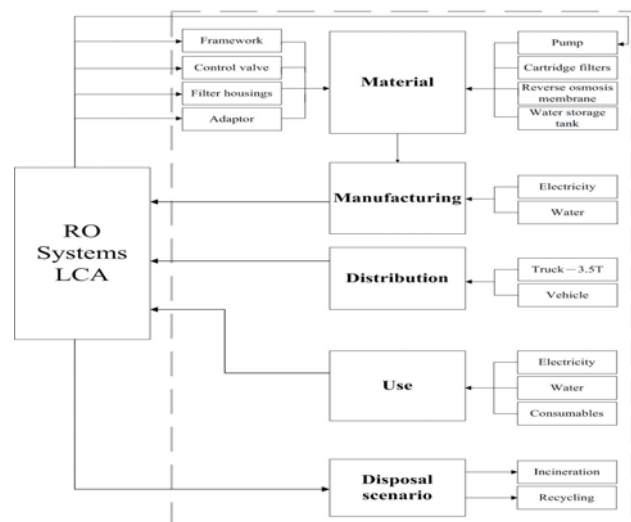 Framework
Control valve
Filter housings
Adaptor
Material
Pump
Cartridge filters
Reverse osmosis
membrane
Water storage
tank
RO
Systems
LCA
Manufacturing
Electricity
Water
Distribution
Truck－3.5T
Vehicle
Use
Electricity
Water
Consumables
Disposal
scenario
Incineration
Recycling